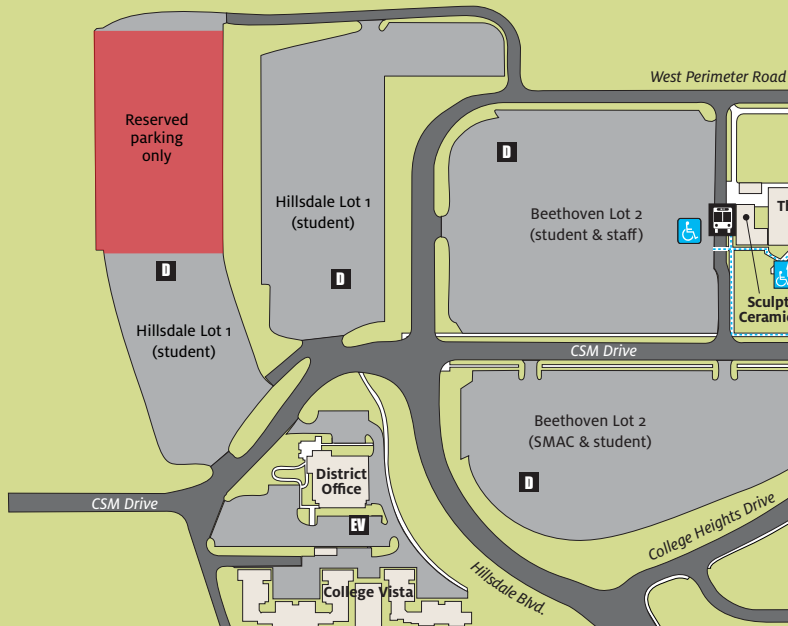 West Perimeter Road
Reserved
parking
only
D
Hillsdale Lot 1
(student)
D
Beethoven Lot 2
(student & staff)
D
Hillsdale Lot 1
(student)
D
CSM Drive
Beethoven Lot 2
(SMAC & student)
D
District
Office
EV
CSM Drive
College Heights Drive
Hillsdale Blvd.
College Vista